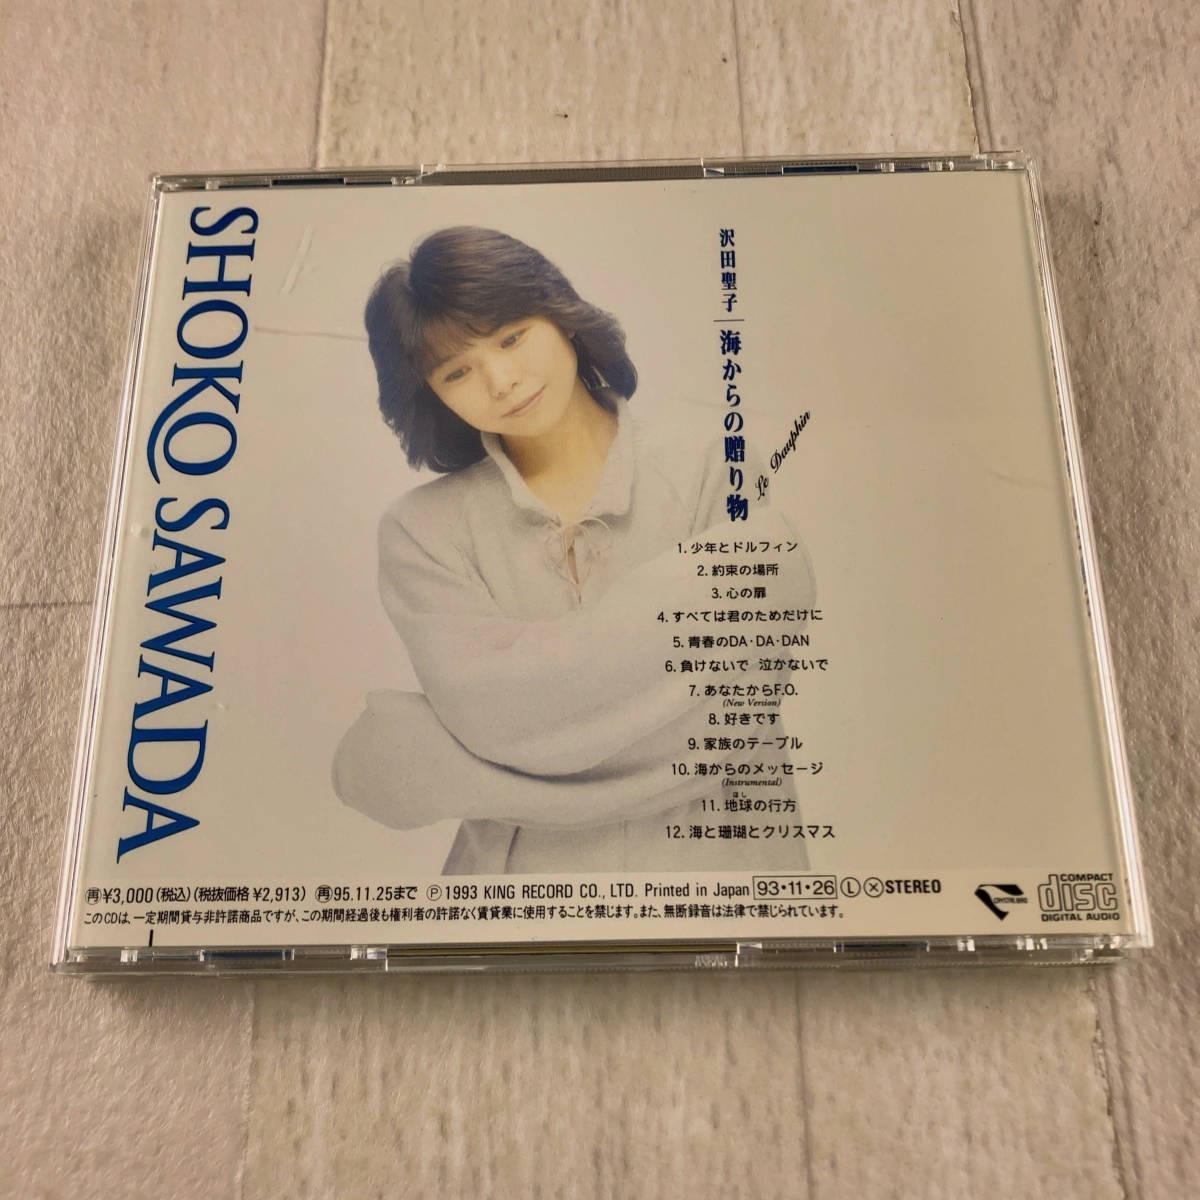 SHOKO SAWADA
沢田聖子｜海からの贈り物
Le Dauphin
1. 少年とドルフィン
2. 約束の場所
3. 心の扉
4. すべては君のためだけに
5. 青春のDA・DA・DAN
6. 負けないで 泣かないで
7. あなたからF.O.
(New Version)
8. 好きです
9. 家族のテーブル
10. 海からのメッセージ
(Instrumental)
ほし
11. 地球の行方
12. 海と珊瑚とクリスマス
再¥3,000(税込)(税抜価格¥2,913) 再95.11.25まで Ⓟ1993 KING RECORD CO., LTD. Printed in Japan 93・11・26 Ⓛ Ⓧ STEREO
このCDは、一定期間貸与非許諾商品ですが、この期間経過後も権利者の許諾なく賃貸業に使用することを禁じます。また、無断録音は法律で禁じられています。
CRYSTAL BIRD
COMPACT
disc
DIGITAL AUDIO